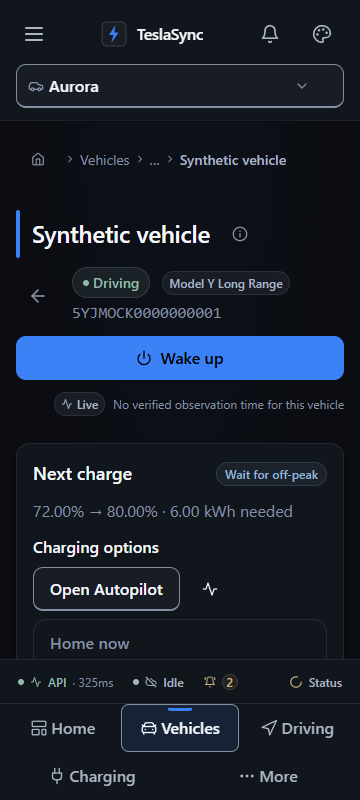 TeslaSync
Aurora
Vehicles ... Synthetic vehicle
Synthetic vehicle
Driving Model Y Long Range
5YJMOCK0000000001
Wake up
Live No verified observation time for this vehicle
Next charge Wait for off-peak
72.00% → 80.00% · 6.00 kWh needed
Charging options
Open Autopilot
Home now
API · 325ms Idle 2 Status
Home Vehicles Driving
Charging More